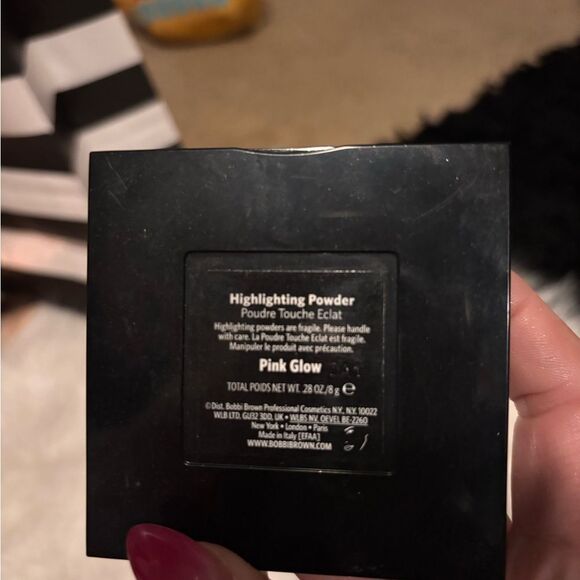 Highlighting Powder
Poudre Touche Eclat
Highlighting powders are fragile. Please handle
with care. La Poudre Touche Eclat est fragile.
Manipuler le produit avec précaution.
Pink Glow
TOTAL POIDS NET WT. .28 OZ./8 g ℮
©Dist. Bobbi Brown Professional Cosmetics N.Y., N.Y. 10022
WLB LTD, GU32 3DD, UK • WLBS NV, OEVEL BE-2260
New York • London • Paris
Made in Italy [EFAA]
WWW.BOBBIBROWN.COM